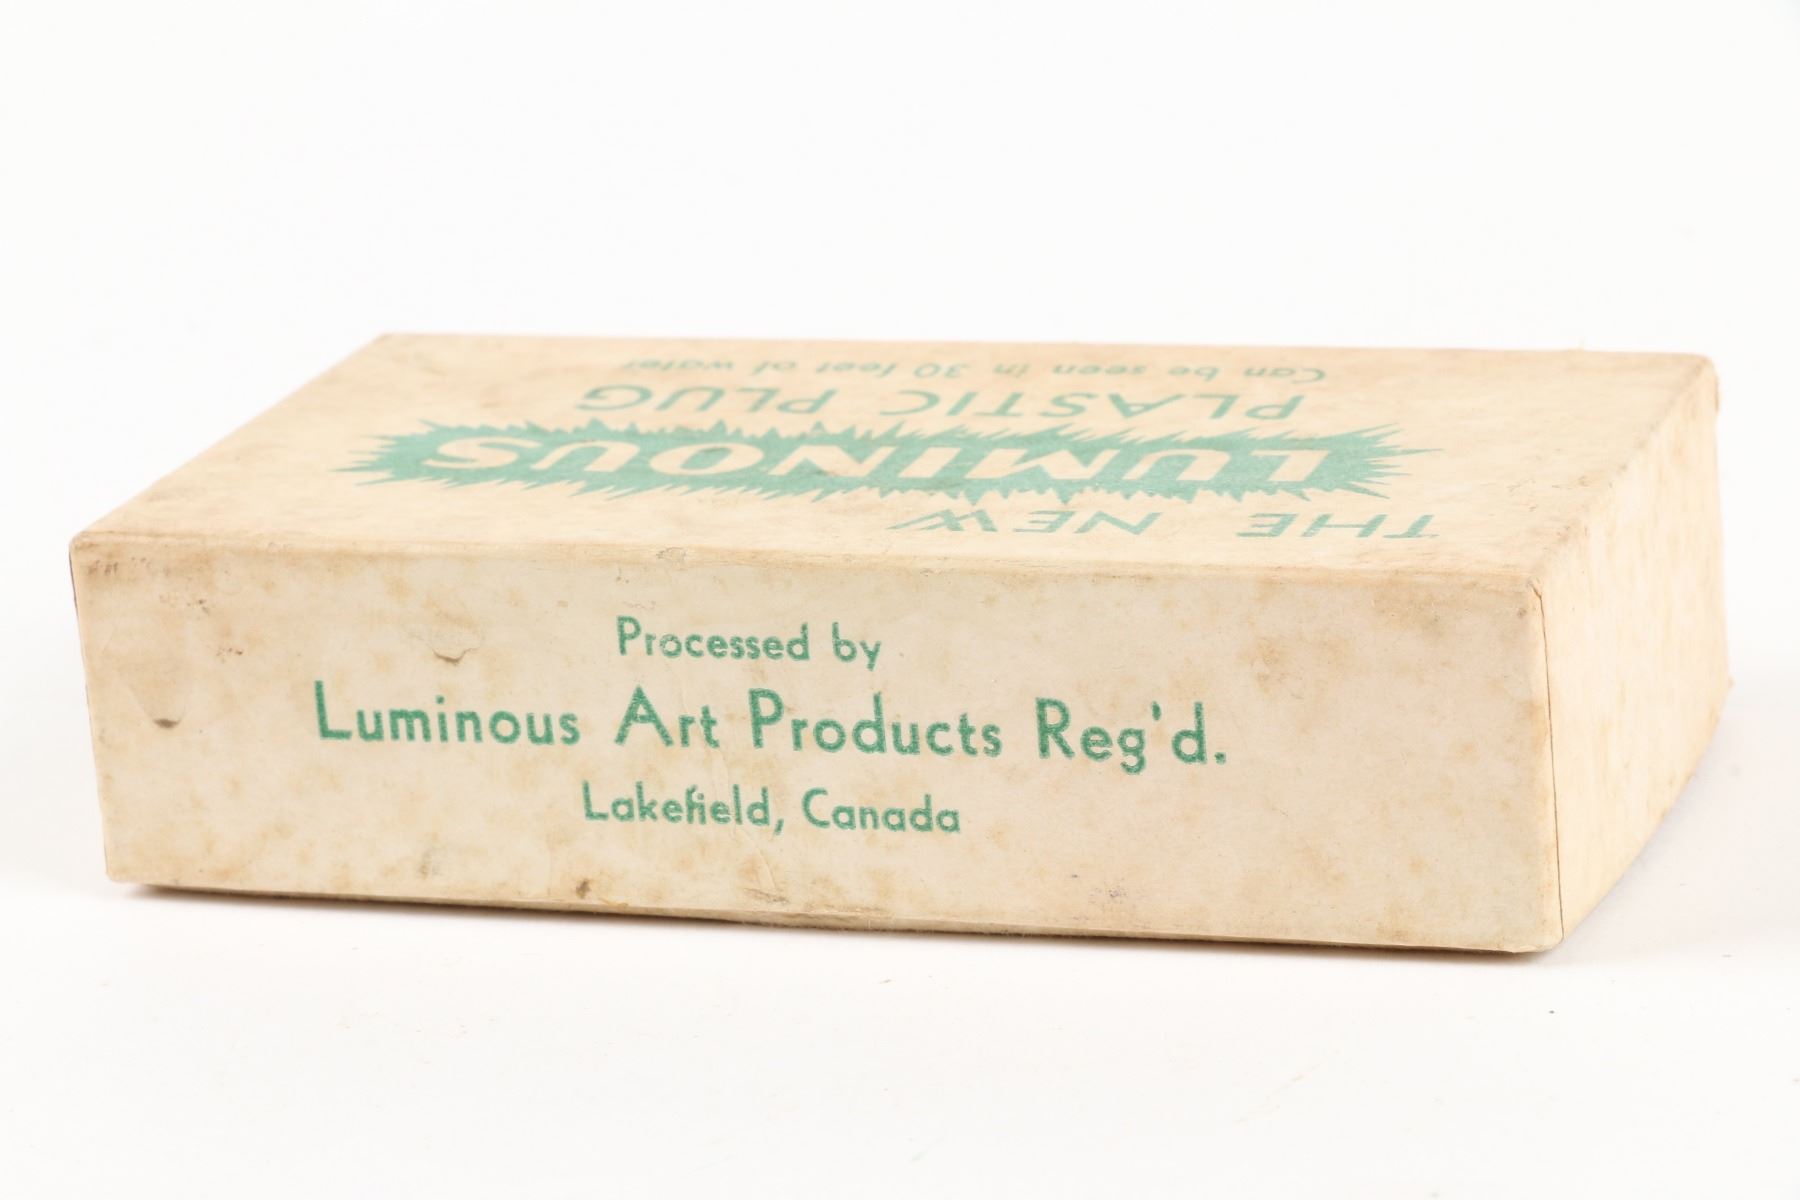 THE NEW
LUMINOUS
PLASTIC PLUG
Can be seen in 30 feet of water
Processed by
Luminous Art Products Reg'd.
Lakefield, Canada